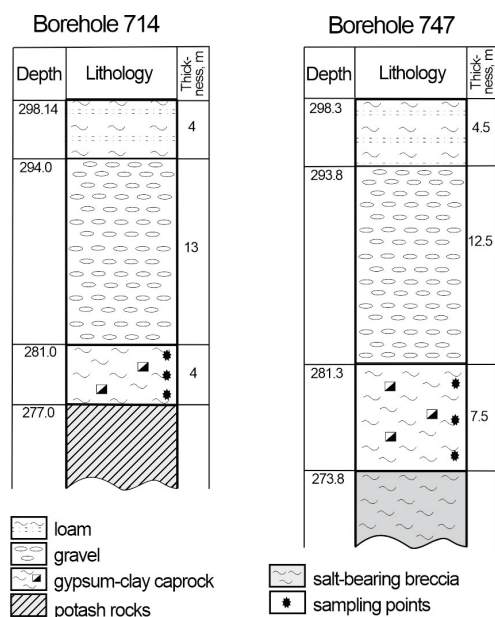 Borehole 714
Depth Lithology Thick-
ness, m
298.14 4
294.0
13
281.0
4
277.0
loam
gravel
gypsum-clay caprock
potash rocks
Borehole 747
Depth Lithology Thick-
ness, m
298.3
4.5
293.8
12.5
281.3
7.5
273.8
salt-bearing breccia
sampling points